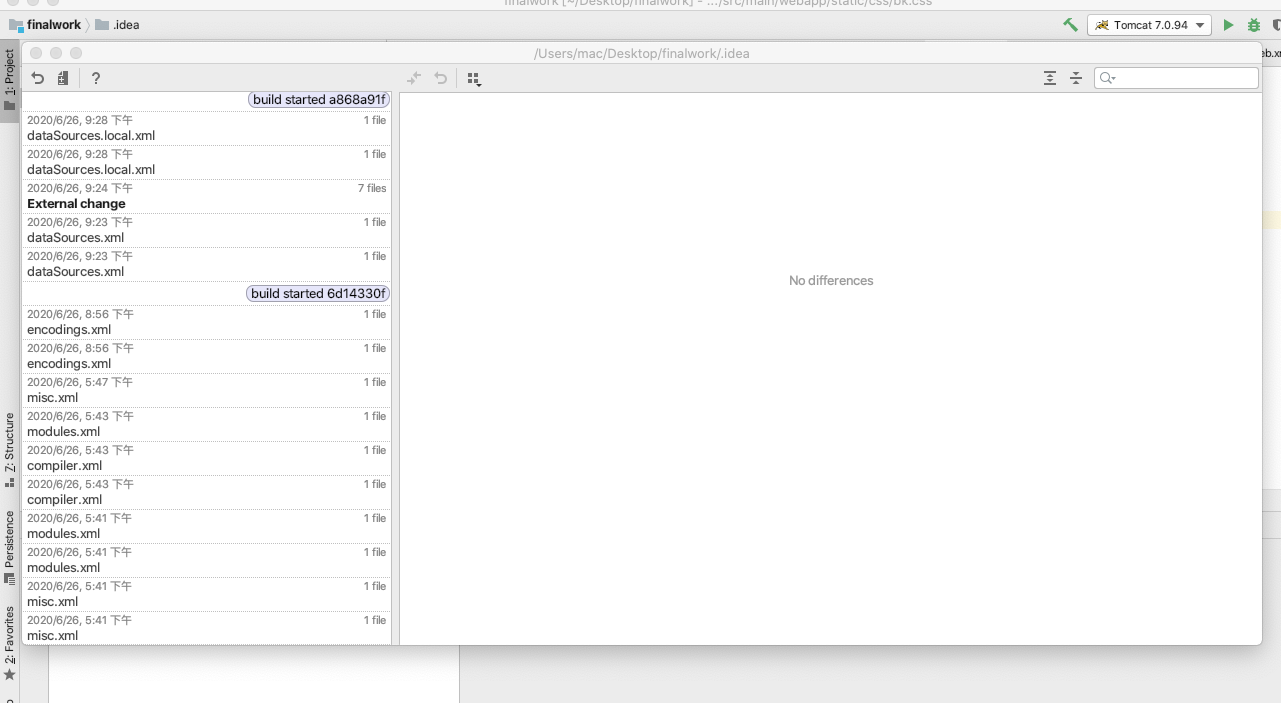 finalwork [~/Desktop/finalwork] - .../src/main/webapp/static/css/bk.css
finalwork
.idea
Tomcat 7.0.94
/Users/mac/Desktop/finalwork/.idea
1: Project
?
build started a868a91f
2020/6/26, 9:28 下午 1 file
dataSources.local.xml
2020/6/26, 9:28 下午 1 file
dataSources.local.xml
2020/6/26, 9:24 下午 7 files
External change
2020/6/26, 9:23 下午 1 file
dataSources.xml
2020/6/26, 9:23 下午 1 file
dataSources.xml
build started 6d14330f
2020/6/26, 8:56 下午 1 file
encodings.xml
2020/6/26, 8:56 下午 1 file
encodings.xml
2020/6/26, 5:47 下午 1 file
misc.xml
2020/6/26, 5:43 下午 1 file
modules.xml
2020/6/26, 5:43 下午 1 file
compiler.xml
2020/6/26, 5:43 下午 1 file
compiler.xml
2020/6/26, 5:41 下午 1 file
modules.xml
2020/6/26, 5:41 下午 1 file
modules.xml
2020/6/26, 5:41 下午 1 file
misc.xml
2020/6/26, 5:41 下午 1 file
misc.xml
No differences
7: Structure
Persistence
2: Favorites